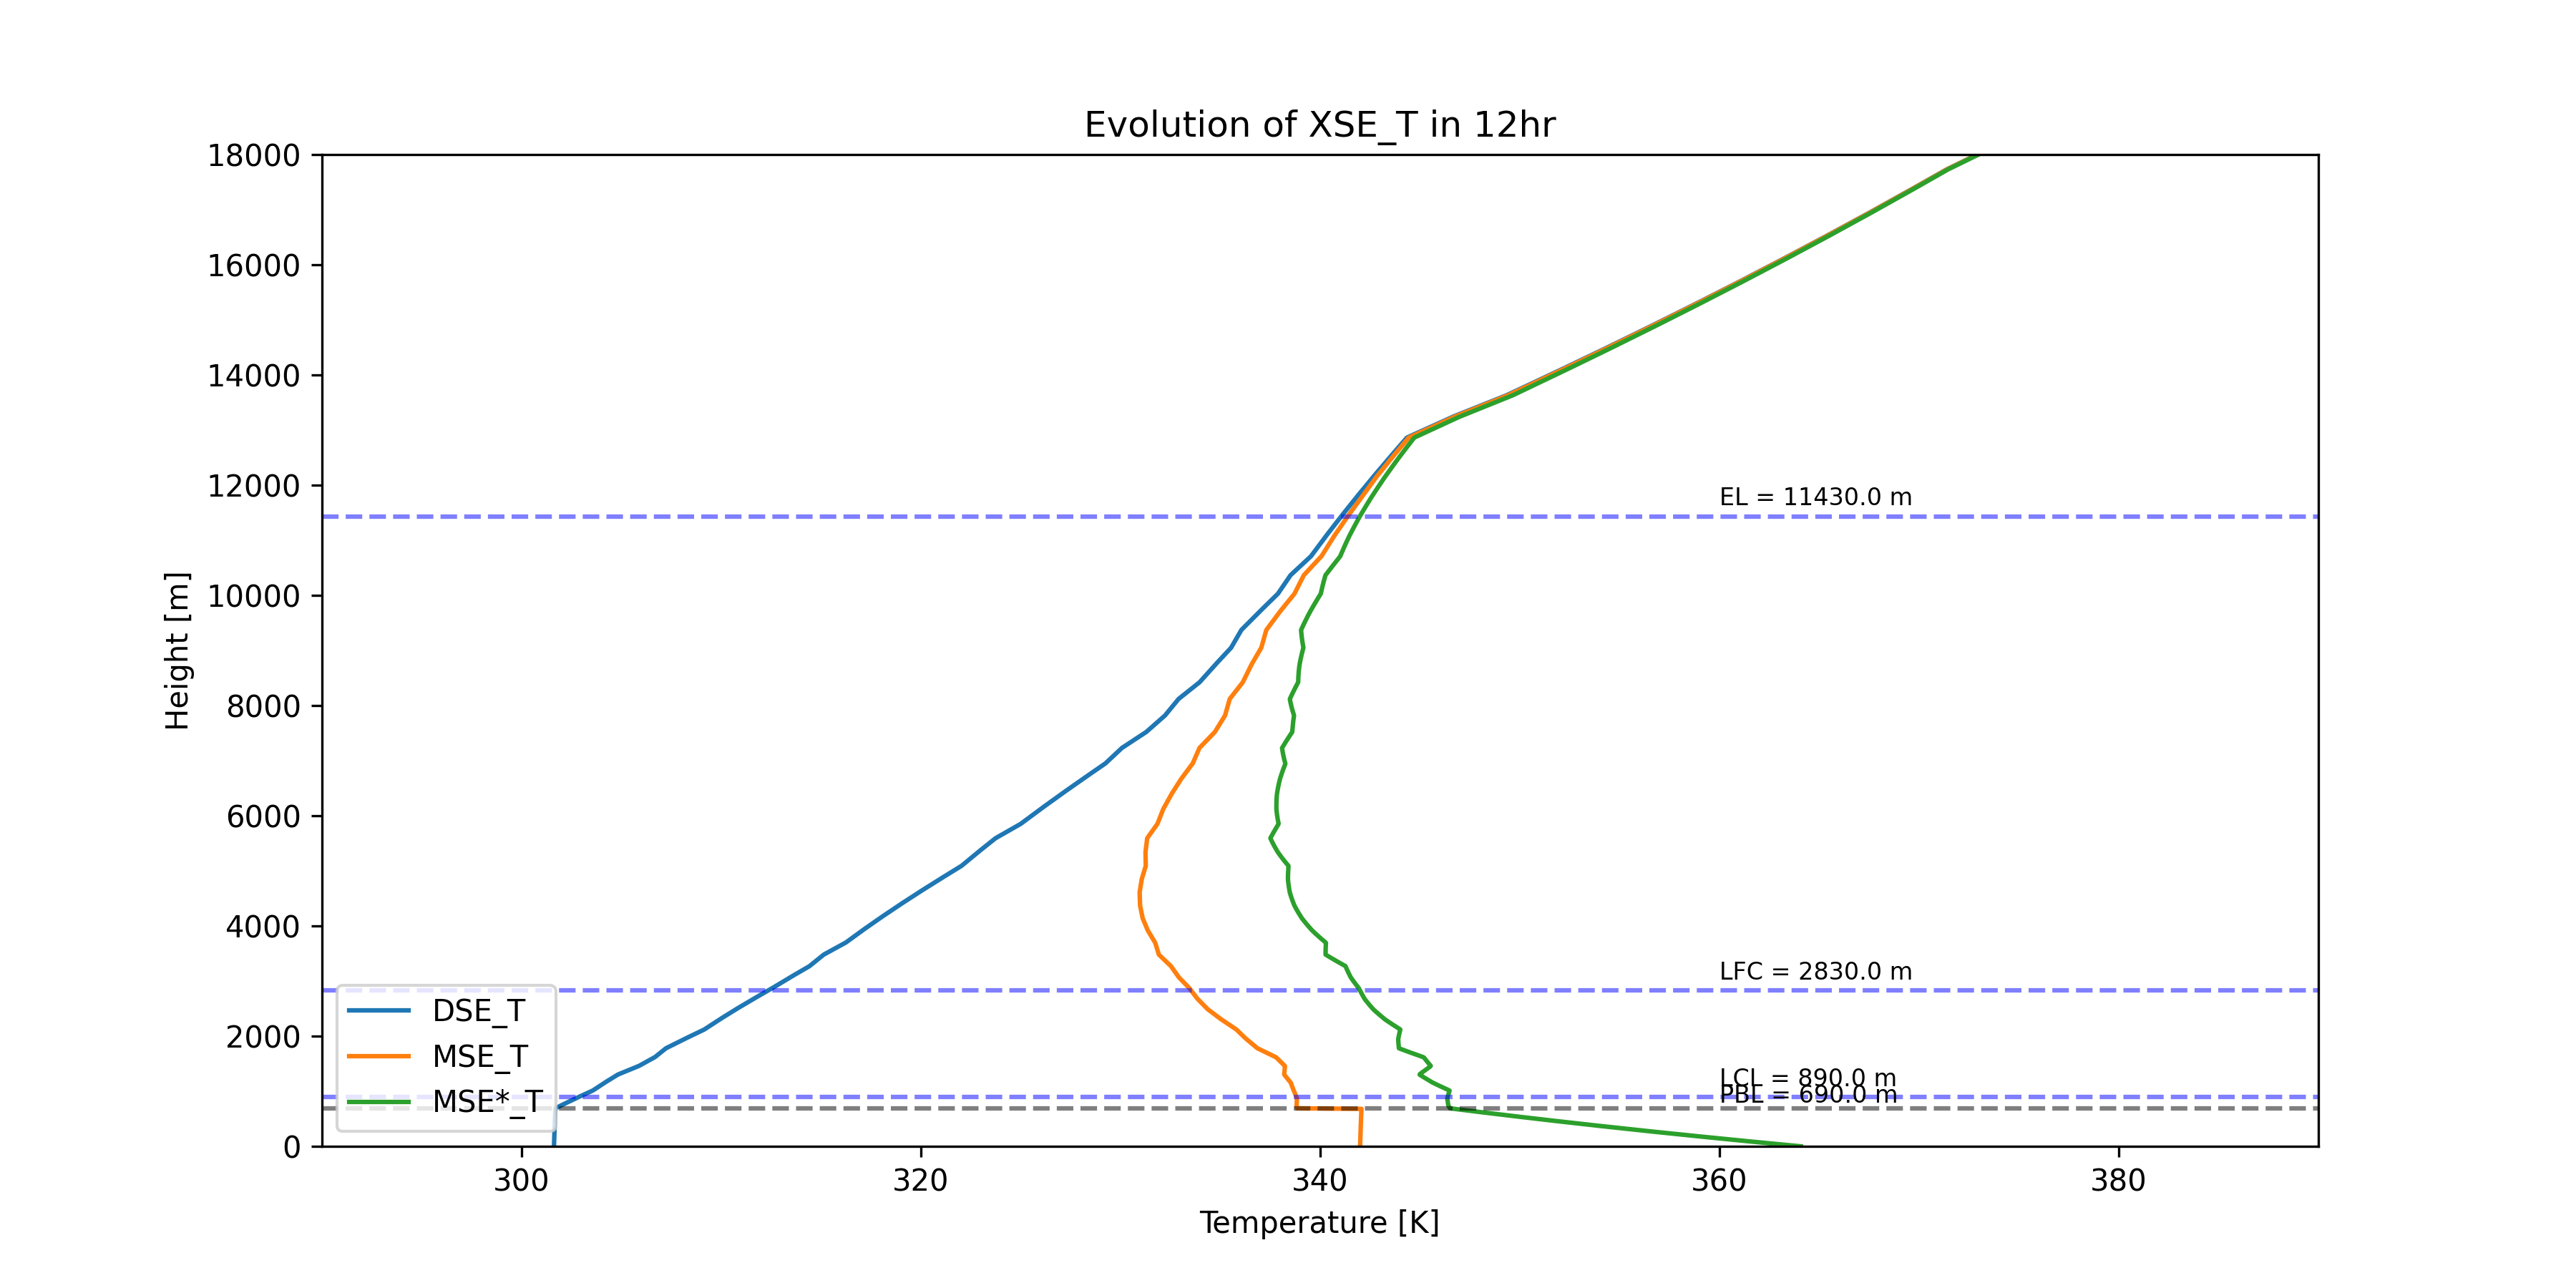 Evolution of XSE_T in 12hr
18000
16000
14000
12000
10000
8000
6000
4000
2000
0
Height [m]
EL = 11430.0 m
LFC = 2830.0 m
LCL = 890.0 m
PBL = 690.0 m
DSE_T
MSE_T
MSE*_T
300
320
340
360
380
Temperature [K]